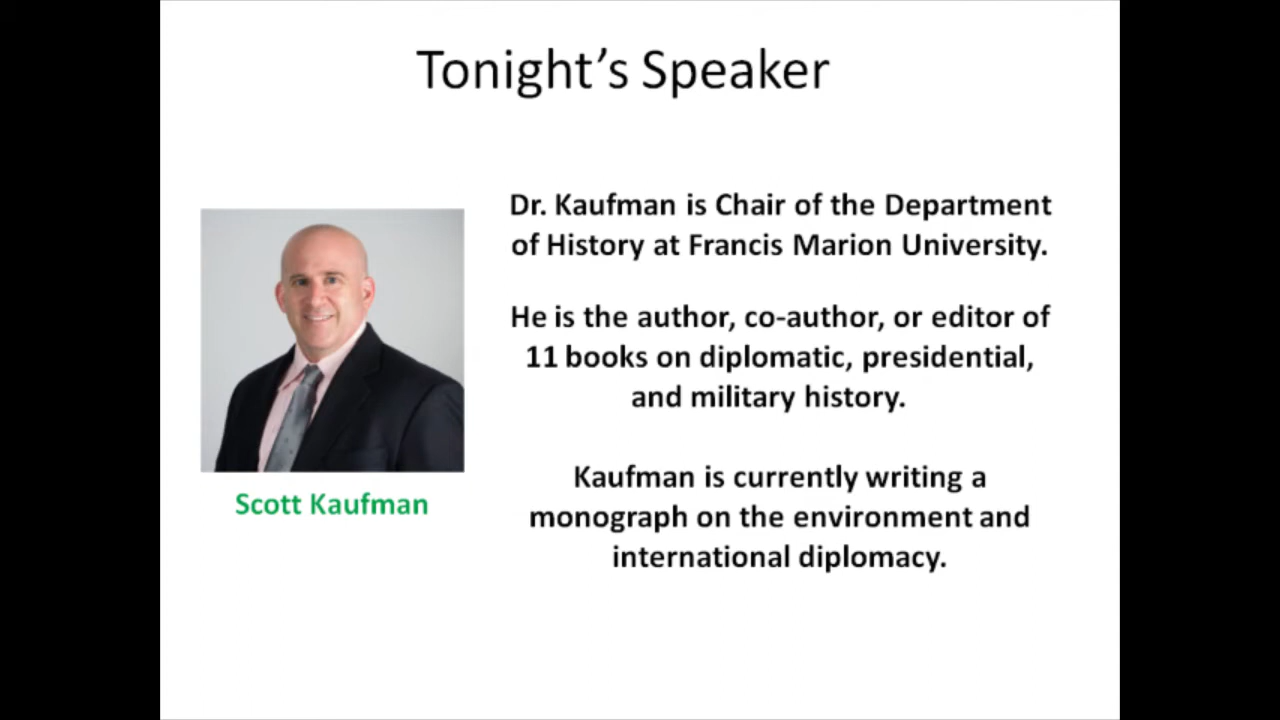 Tonight's Speaker
Dr. Kaufman is Chair of the Department
of History at Francis Marion University.
He is the author, co-author, or editor of
11 books on diplomatic, presidential,
and military history.
Kaufman is currently writing a
monograph on the environment and
international diplomacy.
Scott Kaufman